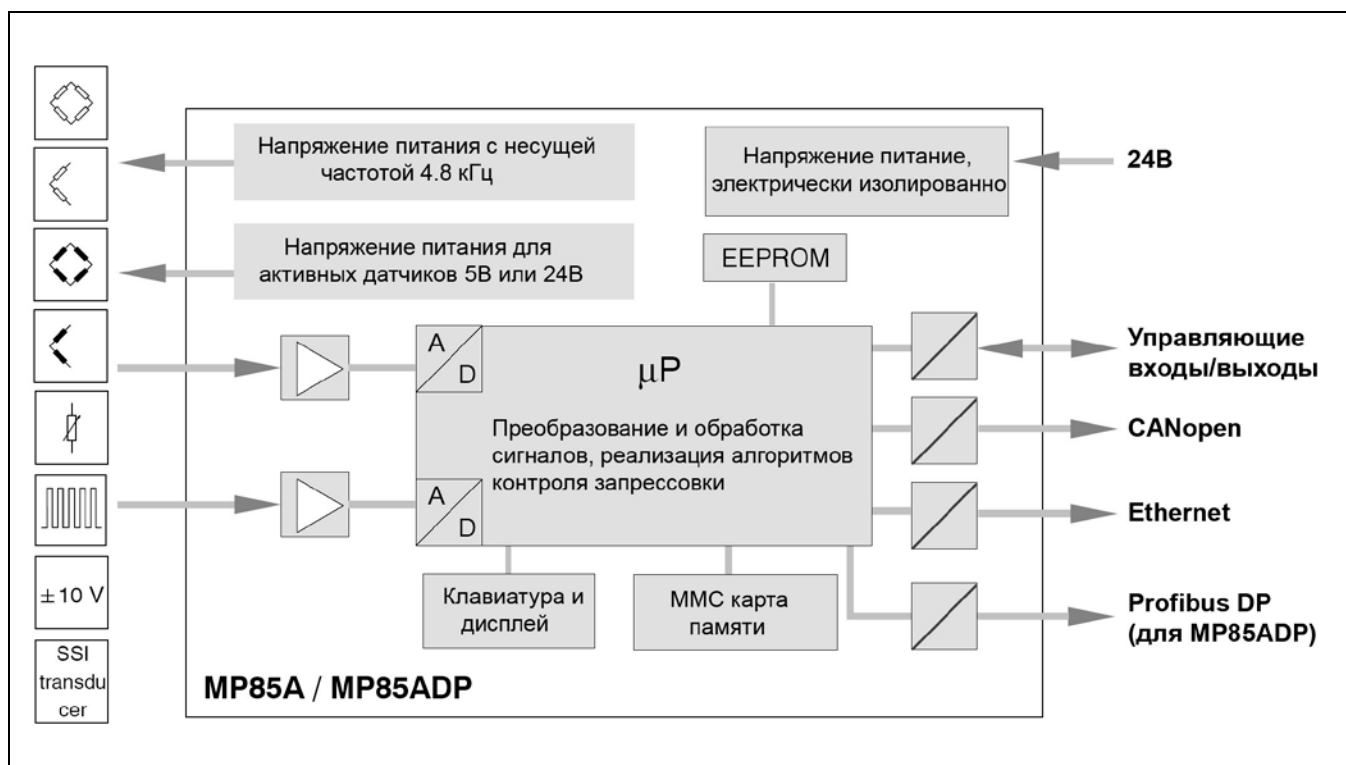 Напряжение питания с несущей
частотой 4.8 кГц
Напряжение питание,
электрически изолированно
24В
Напряжение питания для
активных датчиков 5В или 24В
EEPROM
A
D
μP
Преобразование и обработка
сигналов, реализация алгоритмов
контроля запрессовки
A
D
Управляющие
входы/выходы
CANopen
Ethernet
Profibus DP
(для MP85ADP)
Клавиатура и
дисплей
MMC карта
памяти
± 10 V
SSI
transdu
cer
MP85A / MP85ADP